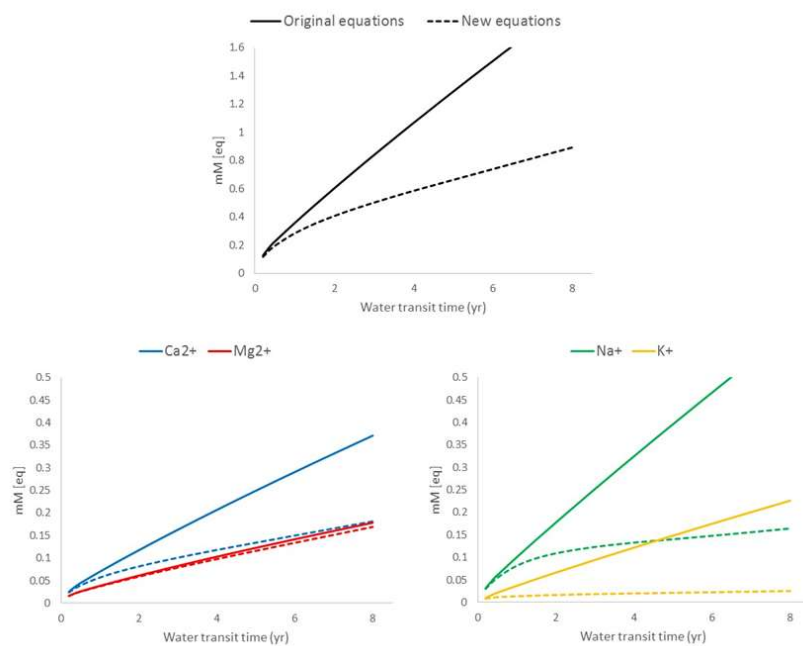 Original equations New equations
1.6
1.4
1.2
1
0.8
0.6
0.4
0.2
0
mM [eq]
0 2 4 6 8
Water transit time (yr)
Ca2+ Mg2+
0.5
0.45
0.4
0.35
0.3
0.25
0.2
0.15
0.1
0.05
0
mM [eq]
0 2 4 6 8
Water transit time (yr)
Na+ K+
0.5
0.45
0.4
0.35
0.3
0.25
0.2
0.15
0.1
0.05
0
mM [eq]
0 2 4 6 8
Water transit time (yr)